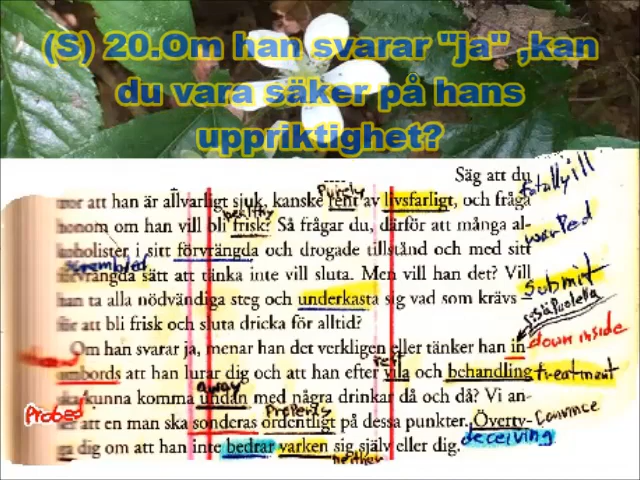 (S) 20.Om han svarar "ja" ,kan
du vara säker på hans
uppriktighet?
Säg att du
tror att han är allvarligt sjuk, kanske rent av livsfarligt, och fråga
honom om han vill bli frisk? Så frågar du, därför att många al-
koholister i sitt förvrängda och drogade tillstånd och med sitt
förvrängda sätt att tänka inte vill sluta. Men vill han det? Vill
han ta alla nödvändiga steg och underkasta sig vad som krävs
för att bli frisk och sluta dricka för alltid?
Om han svarar ja, menar han det verkligen eller tänker han in-
ombords att han lurar dig och att han efter vila och behandling
ska kunna komma undan med några drinkar då och då? Vi an-
ser att en man ska sonderas ordentligt på dessa punkter. Överty-
ga dig om att han inte bedrar varken sig själv eller dig.
Purely
fatally ill
healthy
warped
scrambled
submit
down inside
rest
treatment
away
Probed
Properly
Convince
deceiving
neither